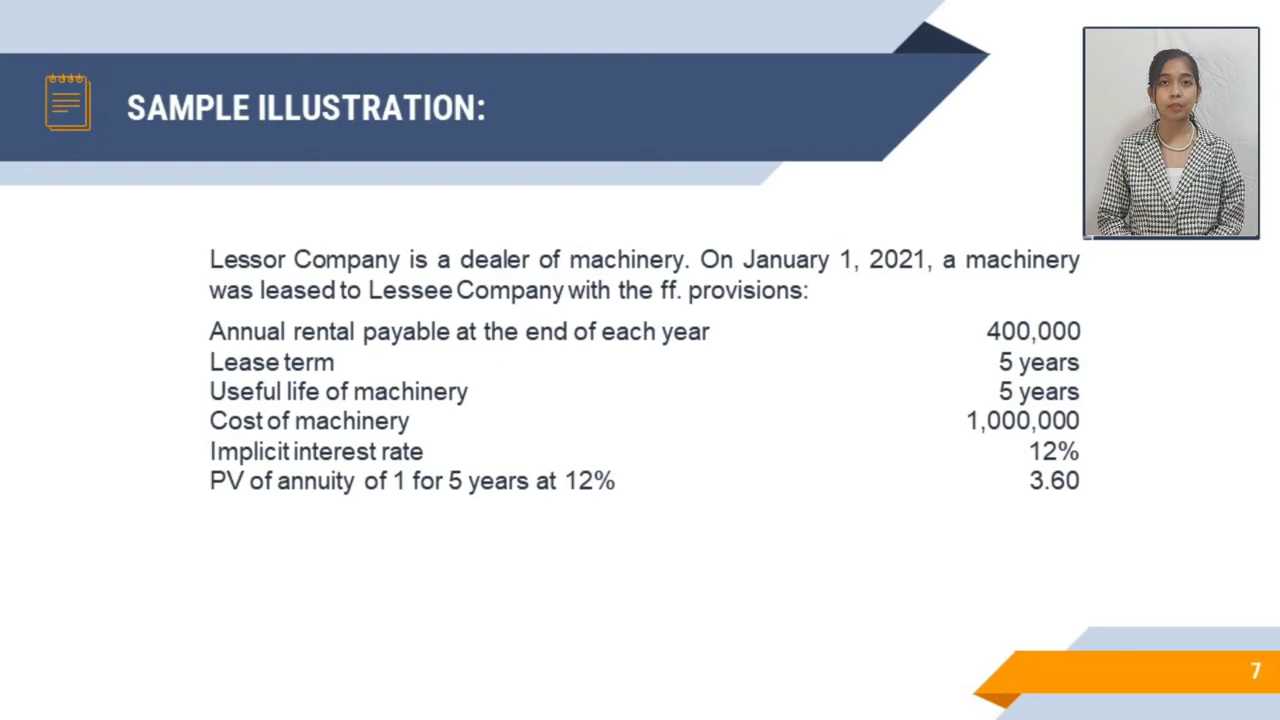 SAMPLE ILLUSTRATION:
Lessor Company is a dealer of machinery. On January 1, 2021, a machinery
was leased to Lessee Company with the ff. provisions:
Annual rental payable at the end of each year 400,000
Lease term 5 years
Useful life of machinery 5 years
Cost of machinery 1,000,000
Implicit interest rate 12%
PV of annuity of 1 for 5 years at 12% 3.60
7